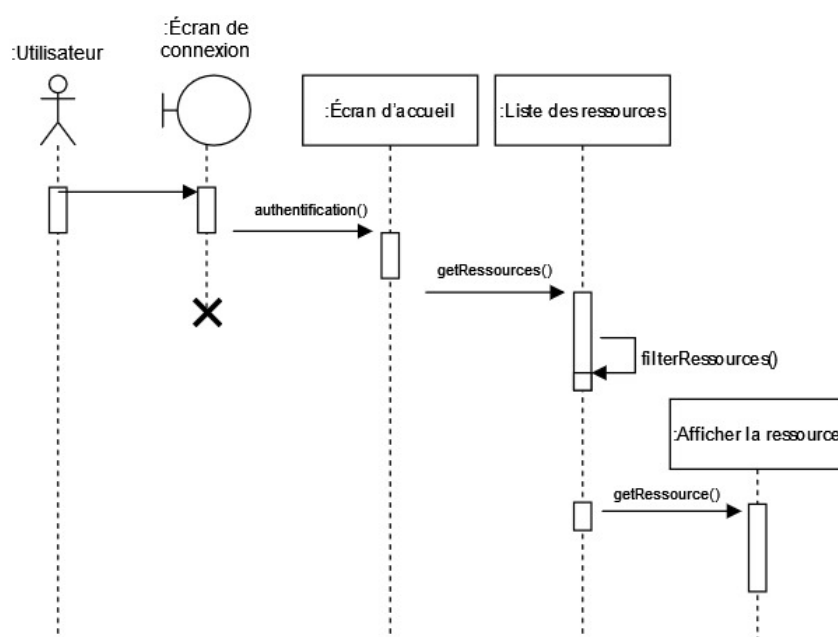 :Utilisateur
:Écran de
connexion
:Écran d'accueil
:Liste des ressources
authentification()
getRessources()
filterRessources()
:Afficher la ressource
getRessource()